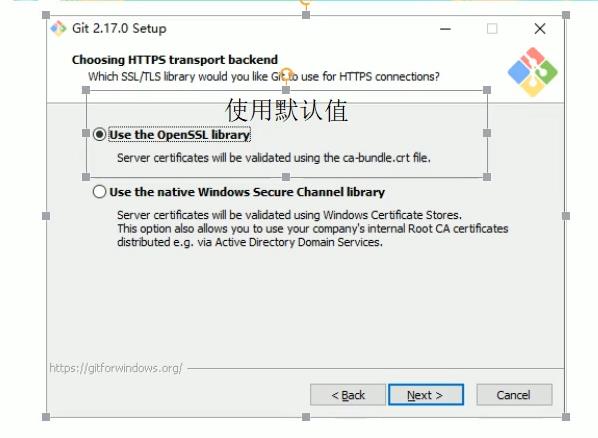 Git 2.17.0 Setup
Choosing HTTPS transport backend
Which SSL/TLS library would you like Git to use for HTTPS connections?
使用默认值
Use the OpenSSL library
Server certificates will be validated using the ca-bundle.crt file.
Use the native Windows Secure Channel library
Server certificates will be validated using Windows Certificate Stores.
This option also allows you to use your company's internal Root CA certificates
distributed e.g. via Active Directory Domain Services.
https://gitforwindows.org/
< Back Next > Cancel